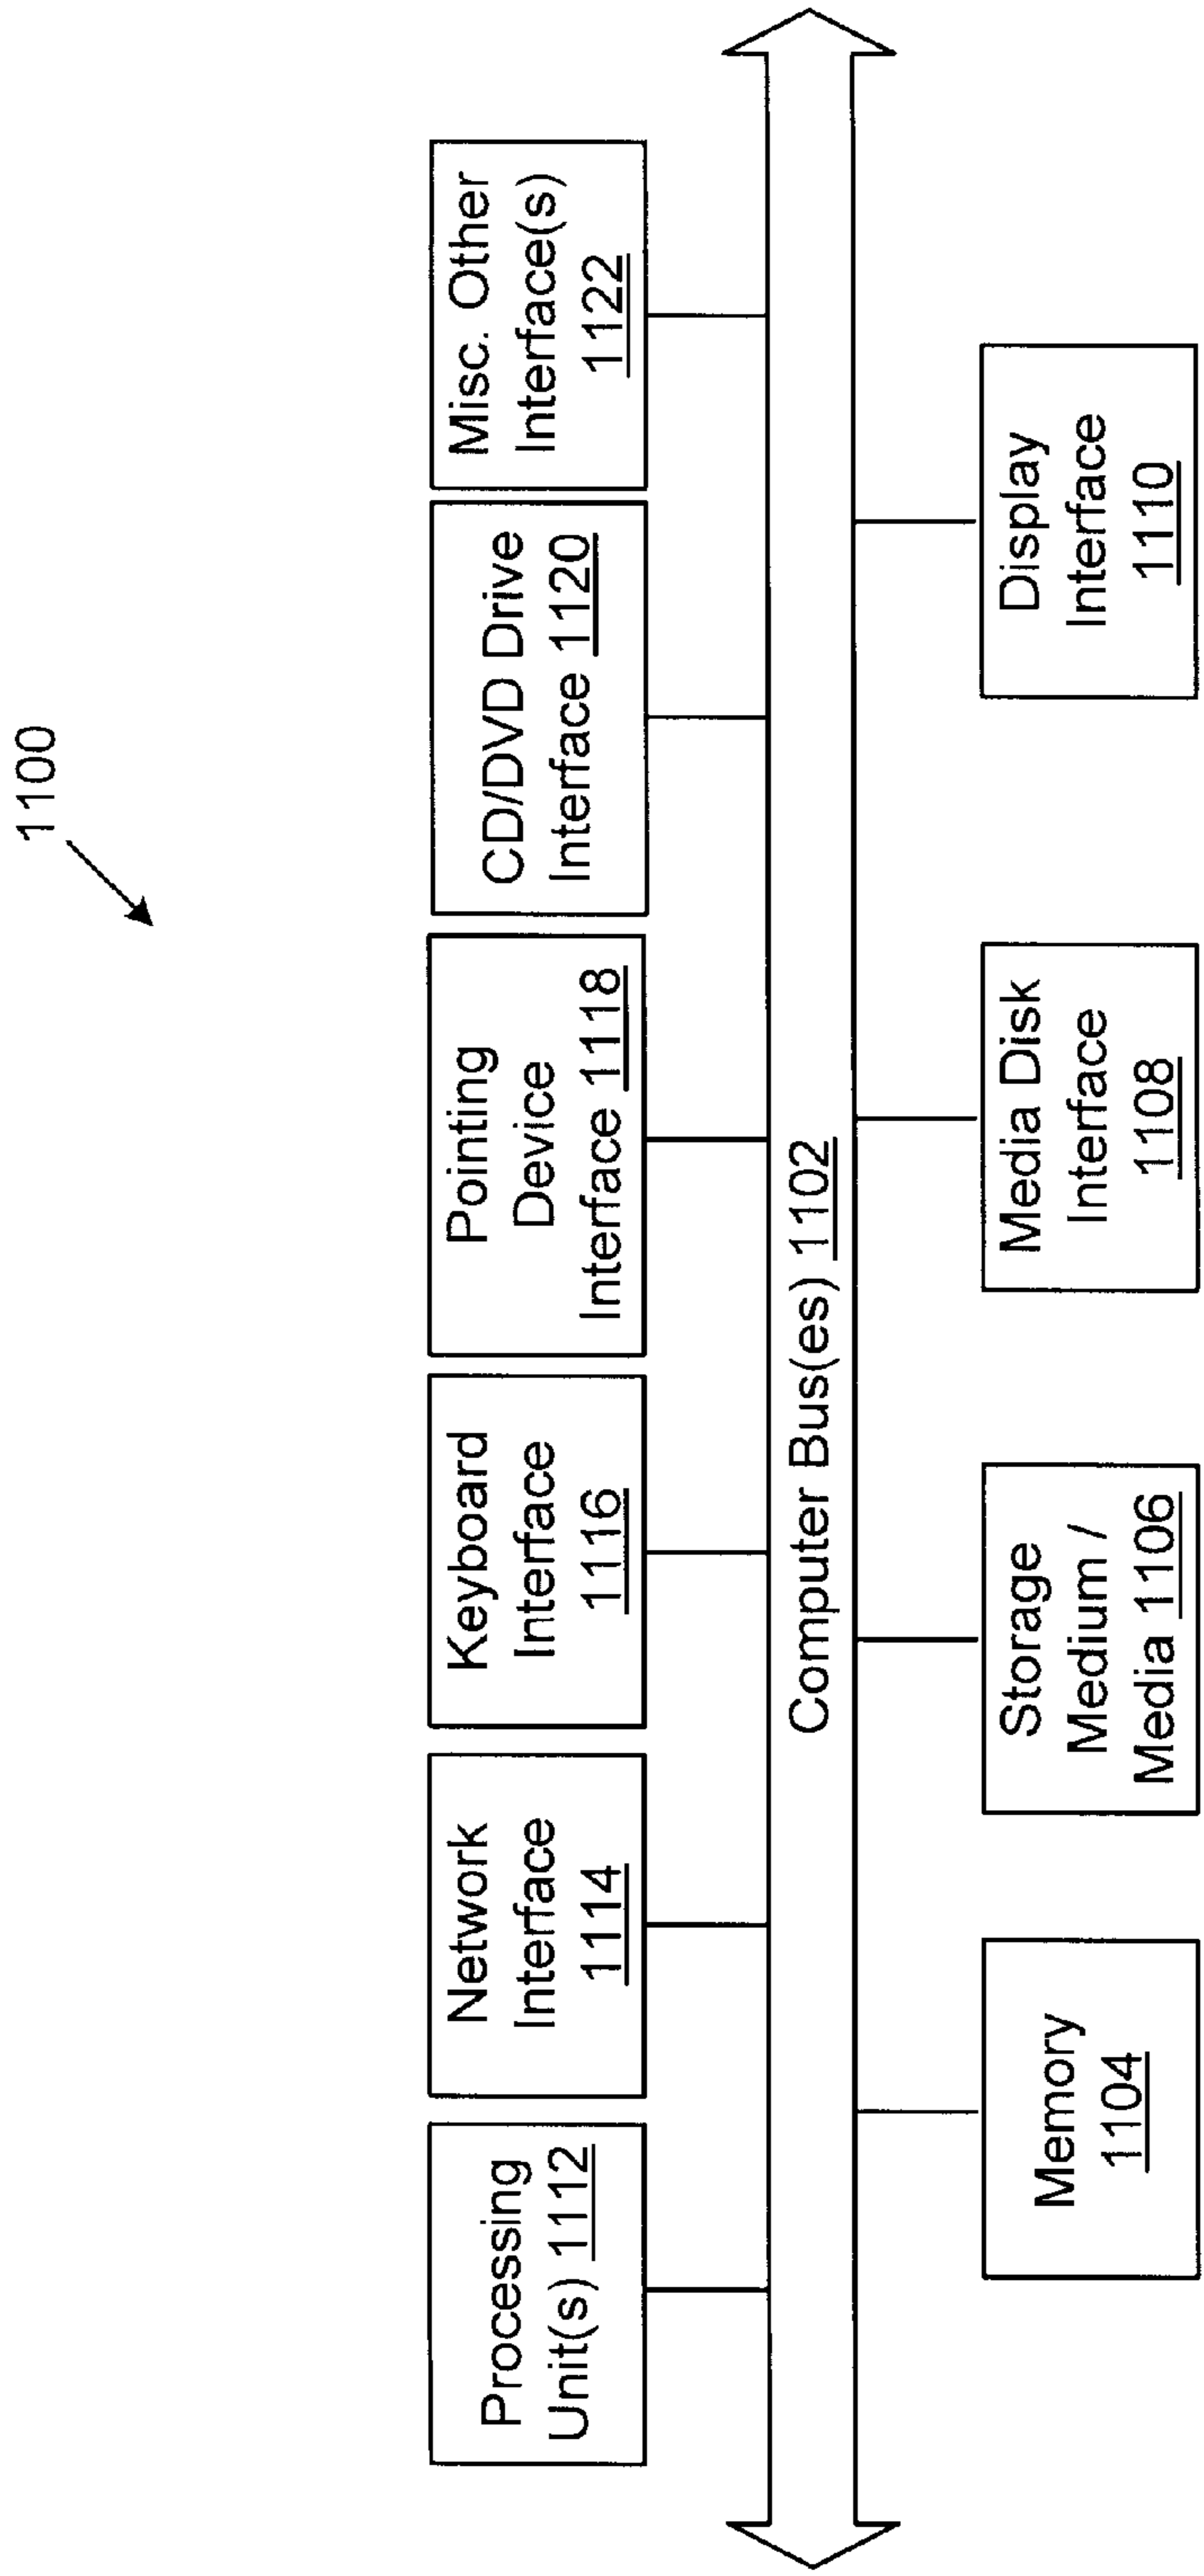 1100
Processing
Unit(s) 1112
Network
Interface
1114
Keyboard
Interface
1116
Pointing
Device
Interface 1118
CD/DVD Drive
Interface 1120
Misc. Other
Interface(s)
1122
Computer Bus(es) 1102
Memory
1104
Storage
Medium /
Media 1106
Media Disk
Interface
1108
Display
Interface
1110